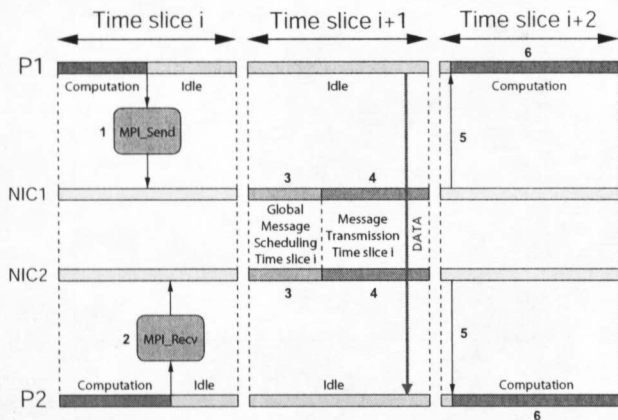 Time slice i Time slice i+1 Time slice i+2
6
P1
Computation Idle Idle Computation
1 MPI_Send 5
3 4
NIC1
Global
Message
Scheduling
Time slice i
Message
Transmission
Time slice i
DATA
NIC2
3 4
2 MPI_Recv 5
Computation Idle Idle Computation
P2
6